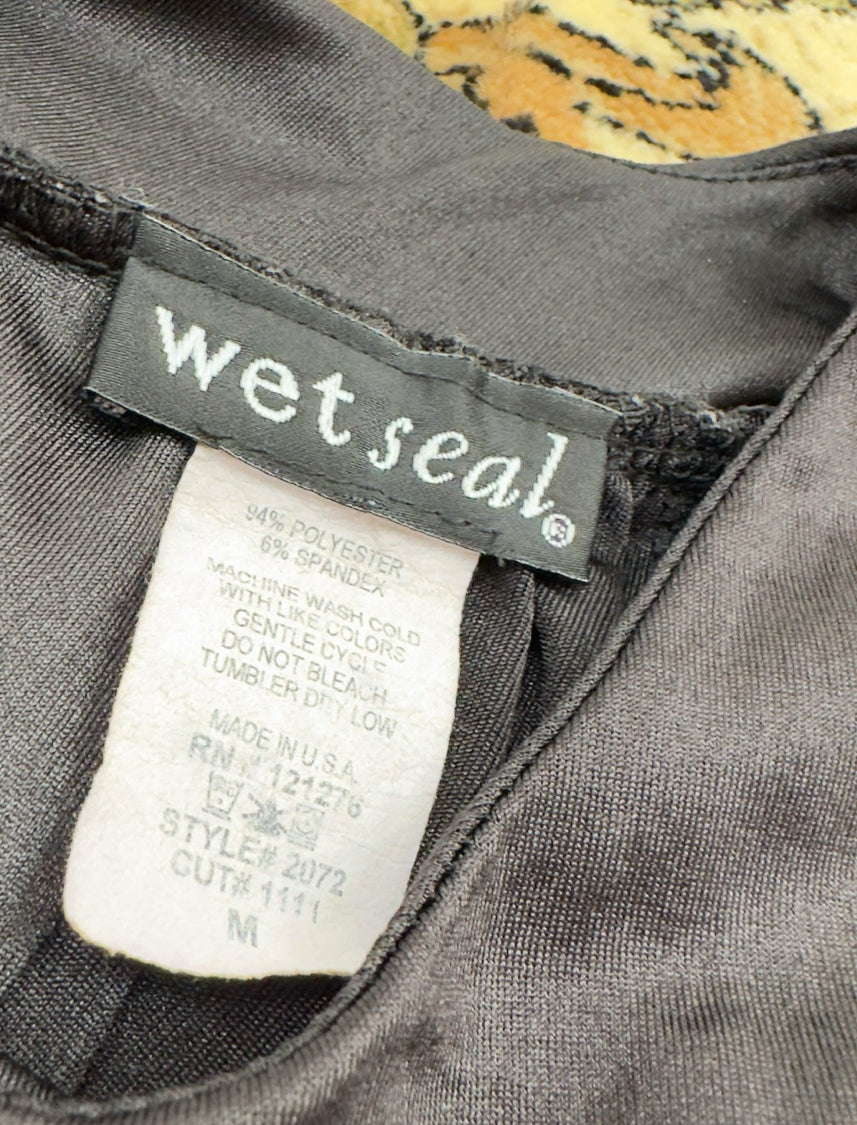 wet seal®
94% POLYESTER
6% SPANDEX
MACHINE WASH COLD
WITH LIKE COLORS
GENTLE CYCLE
DO NOT BLEACH
TUMBLER DRY LOW
MADE IN U.S.A.
RN # 121276
STYLE# 2072
CUT# 1111
M